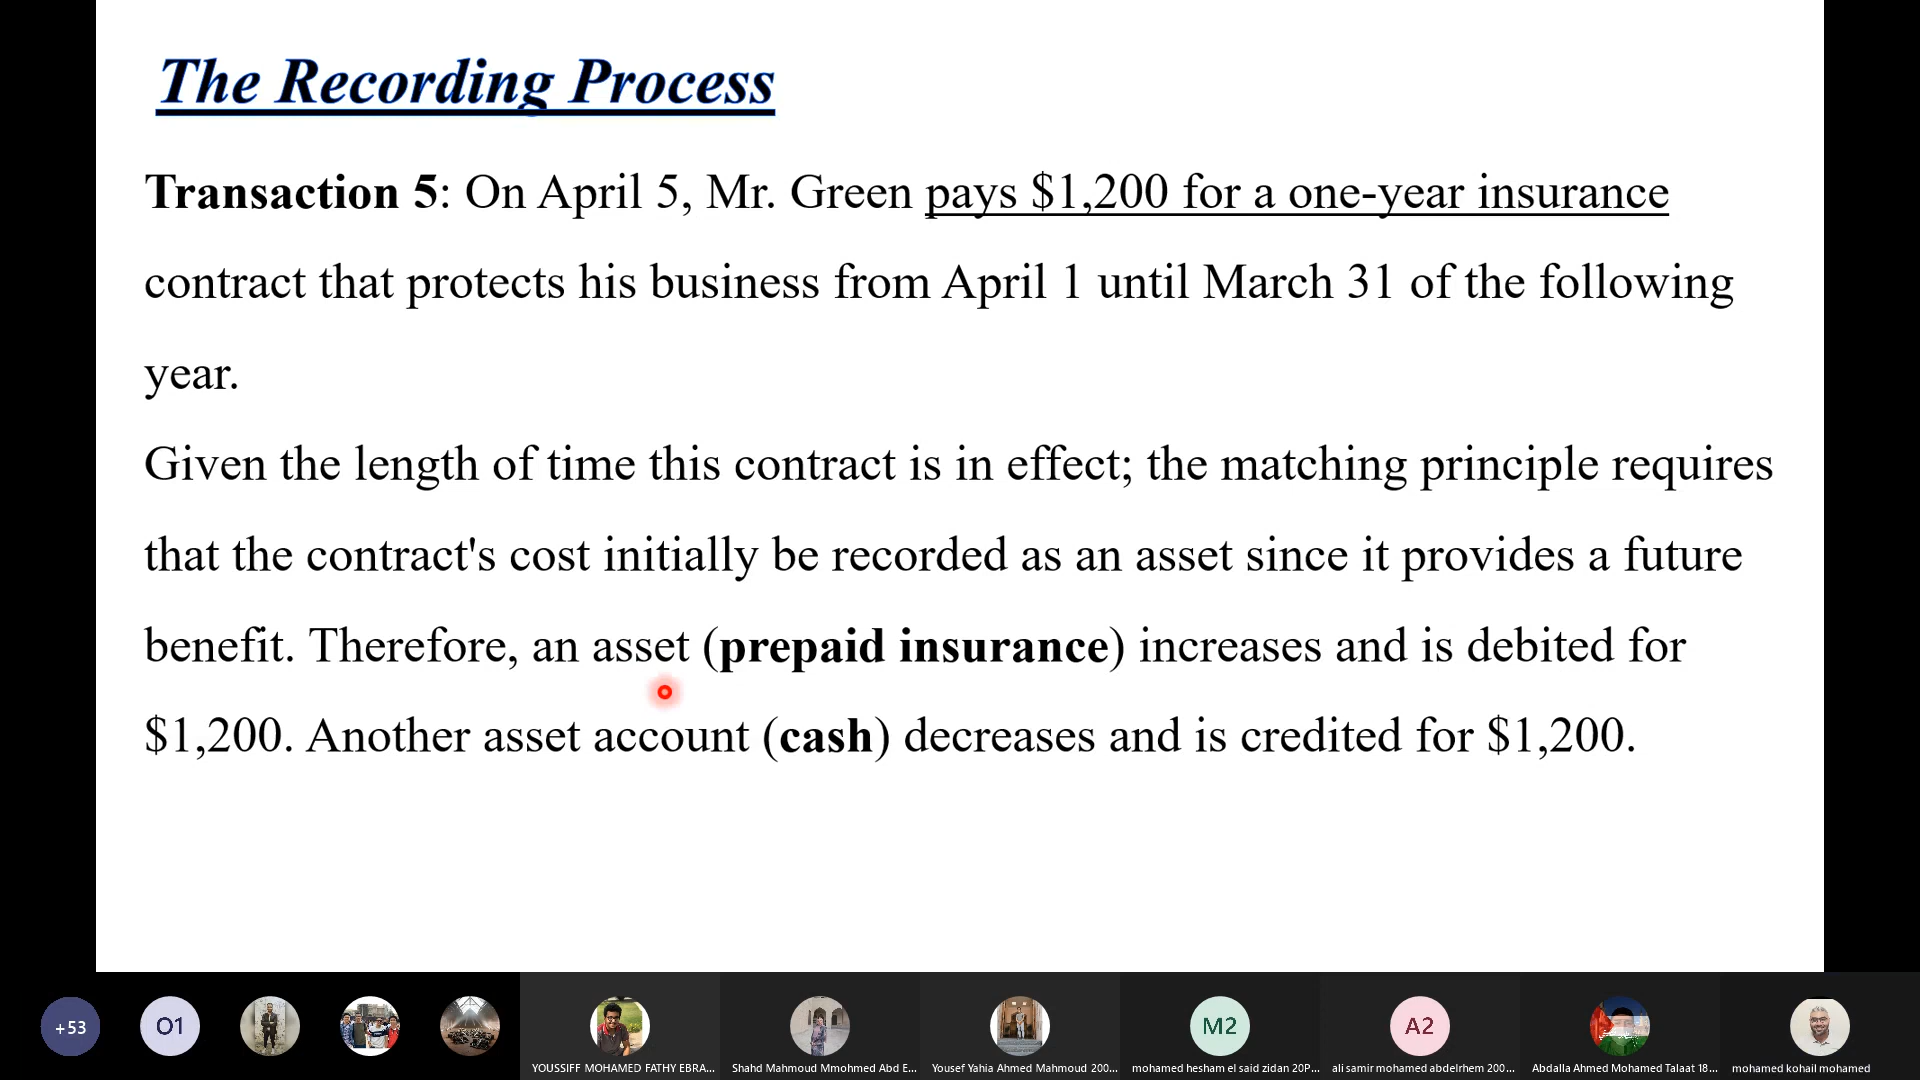 The Recording Process
Transaction 5: On April 5, Mr. Green pays $1,200 for a one-year insurance
contract that protects his business from April 1 until March 31 of the following
year.
Given the length of time this contract is in effect; the matching principle requires
that the contract's cost initially be recorded as an asset since it provides a future
benefit. Therefore, an asset (prepaid insurance) increases and is debited for
$1,200. Another asset account (cash) decreases and is credited for $1,200.
+53
O1
M2
A2
YOUSSIFF MOHAMED FATHY EBRA...
Shahd Mahmoud Mmohmed Abd E...
Yousef Yahia Ahmed Mahmoud 200...
mohamed hesham el said zidan 20P...
ali samir mohamed abdelrhem 200...
Abdalla Ahmed Mohamed Talaat 18...
mohamed kohail mohamed